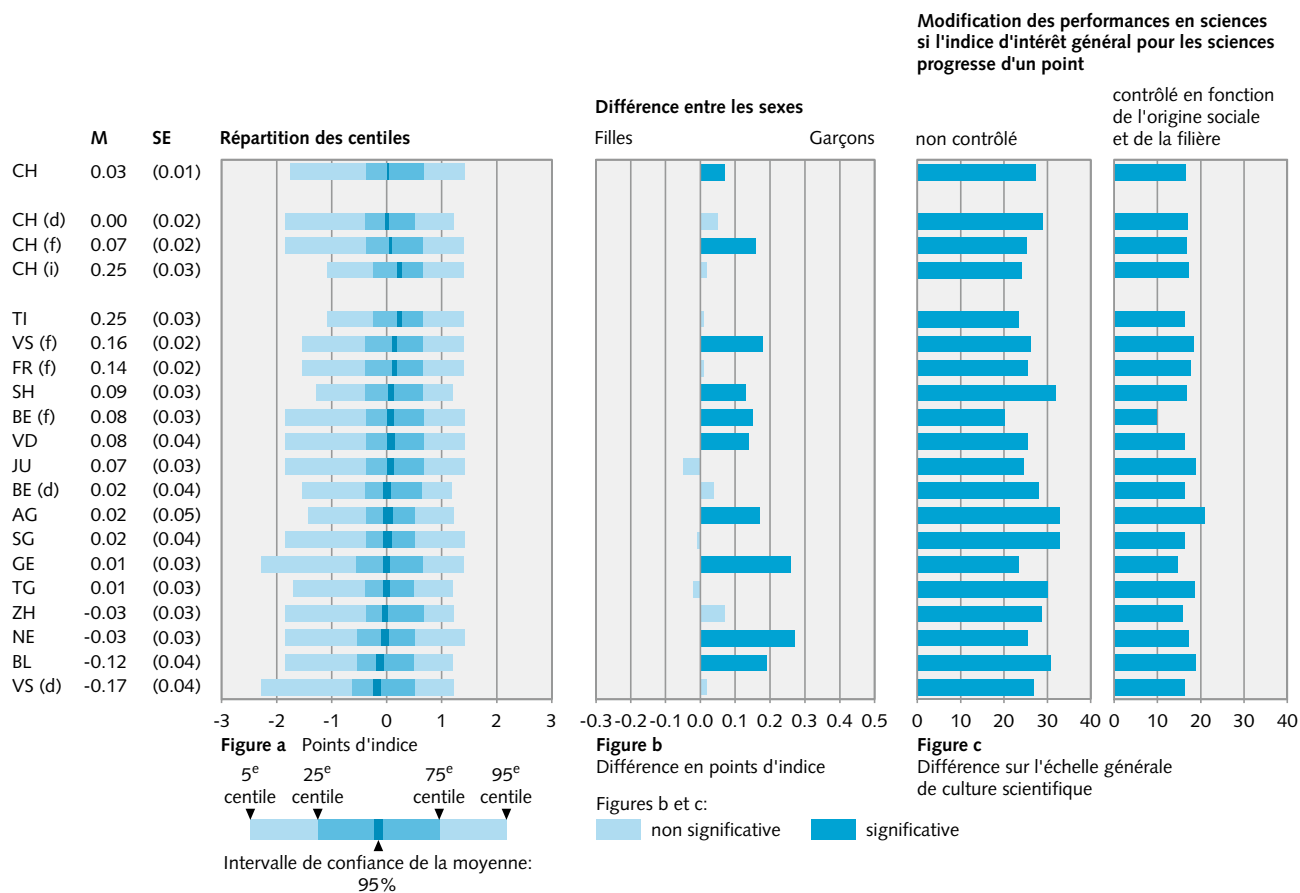 Modification des performances en sciences
si l'indice d'intérêt général pour les sciences
progresse d'un point
Différence entre les sexes
contrôlé en fonction
de l'origine sociale
et de la filière
M SE Répartition des centiles Filles Garçons non contrôlé
CH 0.03 (0.01)
CH (d) 0.00 (0.02)
CH (f) 0.07 (0.02)
CH (i) 0.25 (0.03)
TI 0.25 (0.03)
VS (f) 0.16 (0.02)
FR (f) 0.14 (0.02)
SH 0.09 (0.03)
BE (f) 0.08 (0.03)
VD 0.08 (0.04)
JU 0.07 (0.03)
BE (d) 0.02 (0.04)
AG 0.02 (0.05)
SG 0.02 (0.04)
GE 0.01 (0.03)
TG 0.01 (0.03)
ZH -0.03 (0.03)
NE -0.03 (0.03)
BL -0.12 (0.04)
VS (d) -0.17 (0.04)
-3 -2 -1 0 1 2 3 -0.3 -0.2 -0.1 0.0 0.1 0.2 0.3 0.4 0.5 0 10 20 30 40 0 10 20 30 40
Figure a Points d'indice
Figure b
Différence en points d'indice
Figure c
Différence sur l'échelle générale
de culture scientifique
5e centile 25e centile 75e centile 95e centile
Intervalle de confiance de la moyenne:
95%
Figures b et c:
non significative significative